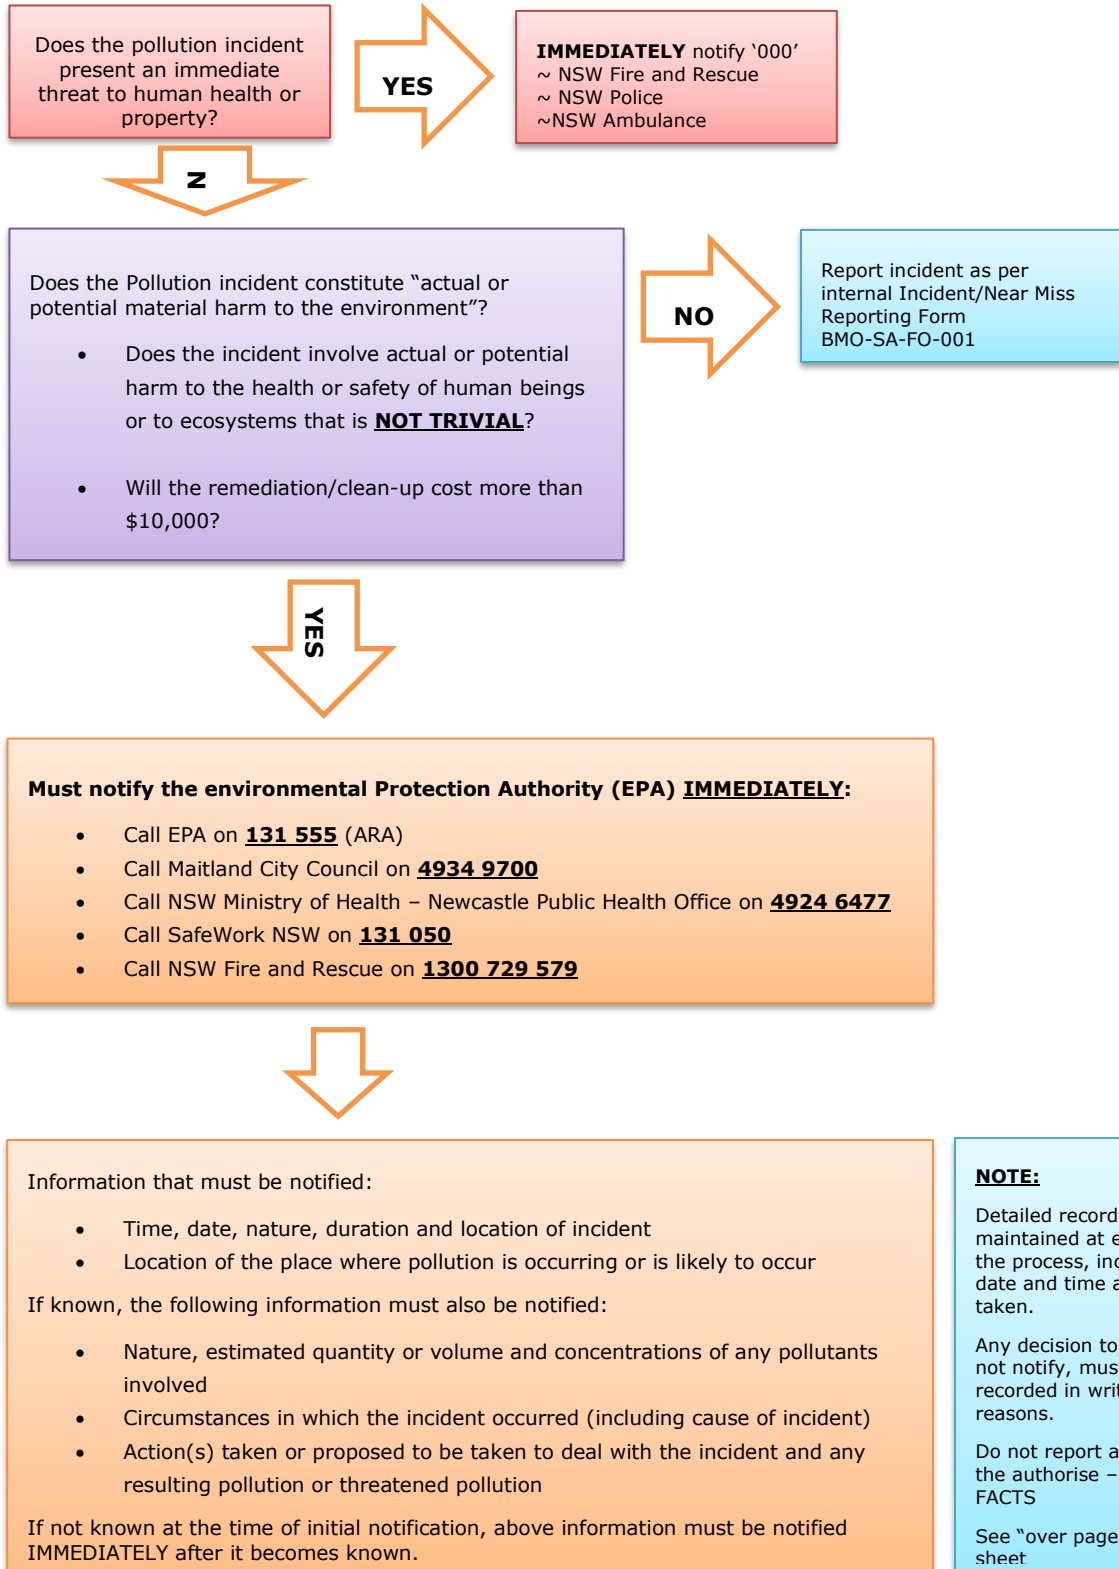 Does the pollution incident
present an immediate
threat to human health or
property?
YES
IMMEDIATELY notify ‘000’
~ NSW Fire and Rescue
~ NSW Police
~NSW Ambulance
N
Does the Pollution incident constitute “actual or
potential material harm to the environment”?
• Does the incident involve actual or potential
harm to the health or safety of human beings
or to ecosystems that is NOT TRIVIAL?
• Will the remediation/clean-up cost more than
$10,000?
NO
Report incident as per
internal Incident/Near Miss
Reporting Form
BMO-SA-FO-001
YES
Must notify the environmental Protection Authority (EPA) IMMEDIATELY:
• Call EPA on 131 555 (ARA)
• Call Maitland City Council on 4934 9700
• Call NSW Ministry of Health – Newcastle Public Health Office on 4924 6477
• Call SafeWork NSW on 131 050
• Call NSW Fire and Rescue on 1300 729 579
Information that must be notified:
• Time, date, nature, duration and location of incident
• Location of the place where pollution is occurring or is likely to occur
If known, the following information must also be notified:
• Nature, estimated quantity or volume and concentrations of any pollutants
involved
• Circumstances in which the incident occurred (including cause of incident)
• Action(s) taken or proposed to be taken to deal with the incident and any
resulting pollution or threatened pollution
If not known at the time of initial notification, above information must be notified
IMMEDIATELY after it becomes known.
NOTE:
Detailed record
maintained at
the process,
date and time
taken.
Any decision to
not notify,
recorded in
reasons.
Do not report
the authorise –
FACTS
See “over page
sheet